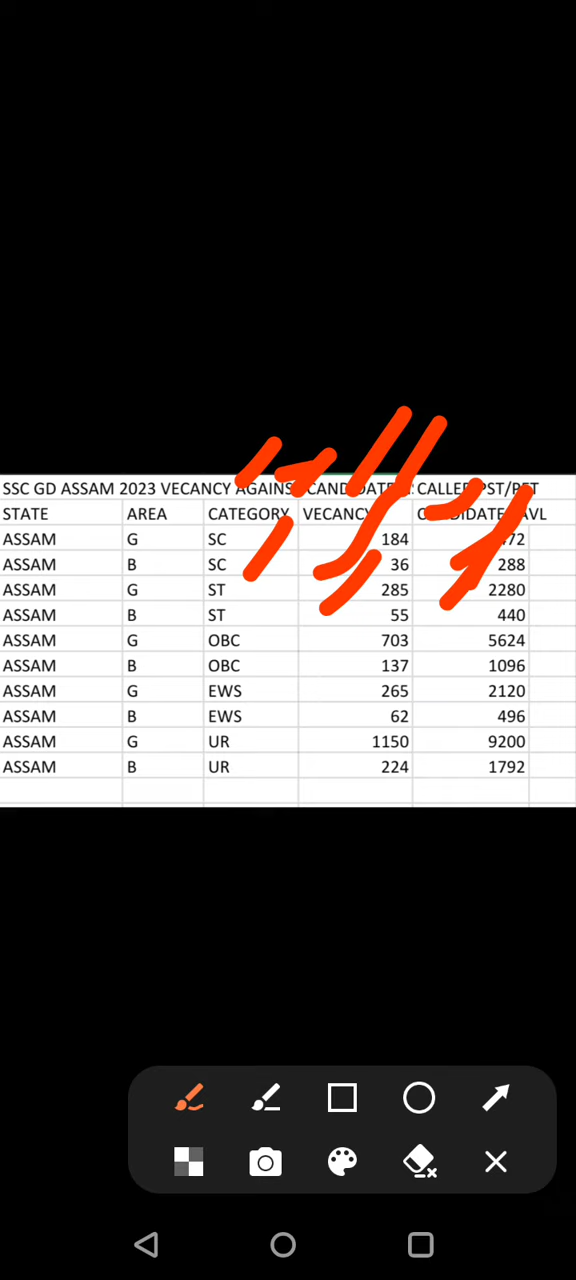 SSC GD ASSAM 2023 VECANCY AGAINS CANDIDATE CALLED PST/PET
STATE AREA CATEGORY VECANCY CANDIDATE AVL
ASSAM G SC 184
ASSAM B SC 36 288
ASSAM G ST 285 2280
ASSAM B ST 55 440
ASSAM G OBC 703 5624
ASSAM B OBC 137 1096
ASSAM G EWS 265 2120
ASSAM B EWS 62 496
ASSAM G UR 1150 9200
ASSAM B UR 224 1792